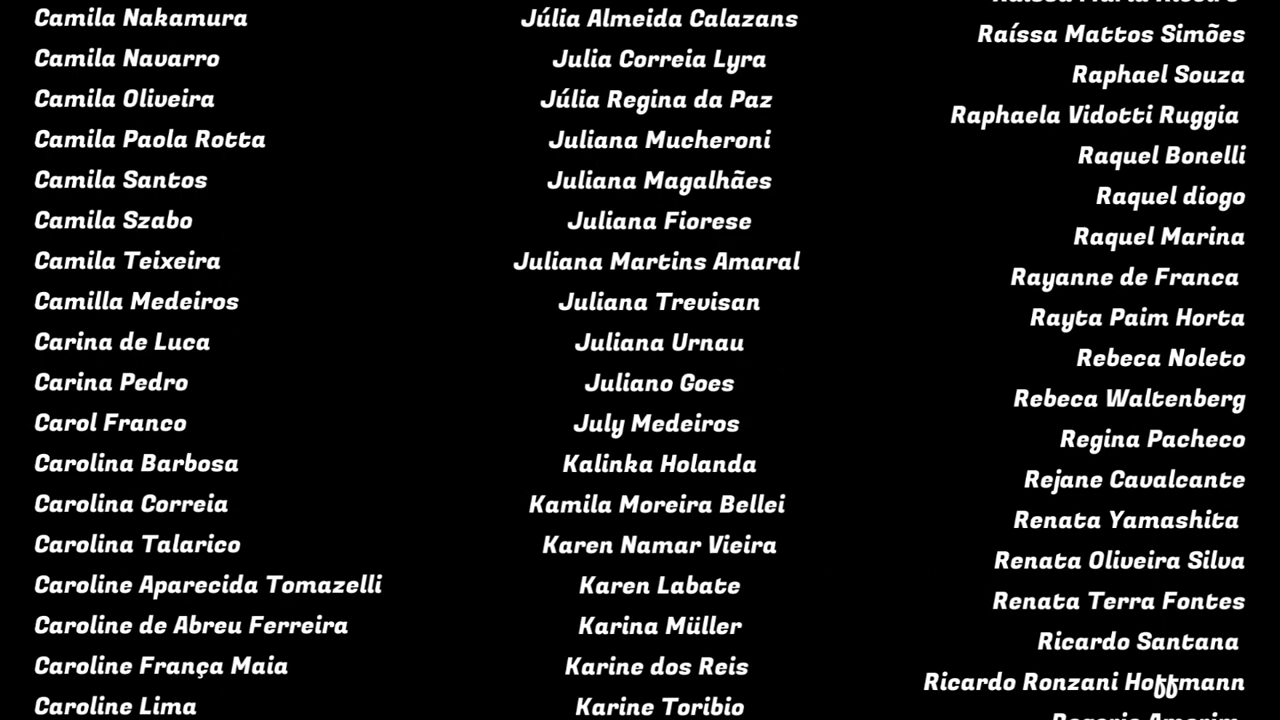 Camila Nakamura
Camila Navarro
Camila Oliveira
Camila Paola Rotta
Camila Santos
Camila Szabo
Camila Teixeira
Camilla Medeiros
Carina de Luca
Carina Pedro
Carol Franco
Carolina Barbosa
Carolina Correia
Carolina Talarico
Caroline Aparecida Tomazelli
Caroline de Abreu Ferreira
Caroline França Maia
Caroline Lima
Júlia Almeida Calazans
Julia Correia Lyra
Júlia Regina da Paz
Juliana Mucheroni
Juliana Magalhães
Juliana Fiorese
Juliana Martins Amaral
Juliana Trevisan
Juliana Urnau
Juliano Goes
July Medeiros
Kalinka Holanda
Kamila Moreira Bellei
Karen Namar Vieira
Karen Labate
Karina Müller
Karine dos Reis
Karine Toribio
Raíssa Mattos Simões
Raphael Souza
Raphaela Vidotti Ruggia
Raquel Bonelli
Raquel diogo
Raquel Marina
Rayanne de Franca
Rayta Paim Horta
Rebeca Noleto
Rebeca Waltenberg
Regina Pacheco
Rejane Cavalcante
Renata Yamashita
Renata Oliveira Silva
Renata Terra Fontes
Ricardo Santana
Ricardo Ronzani Hoffmann